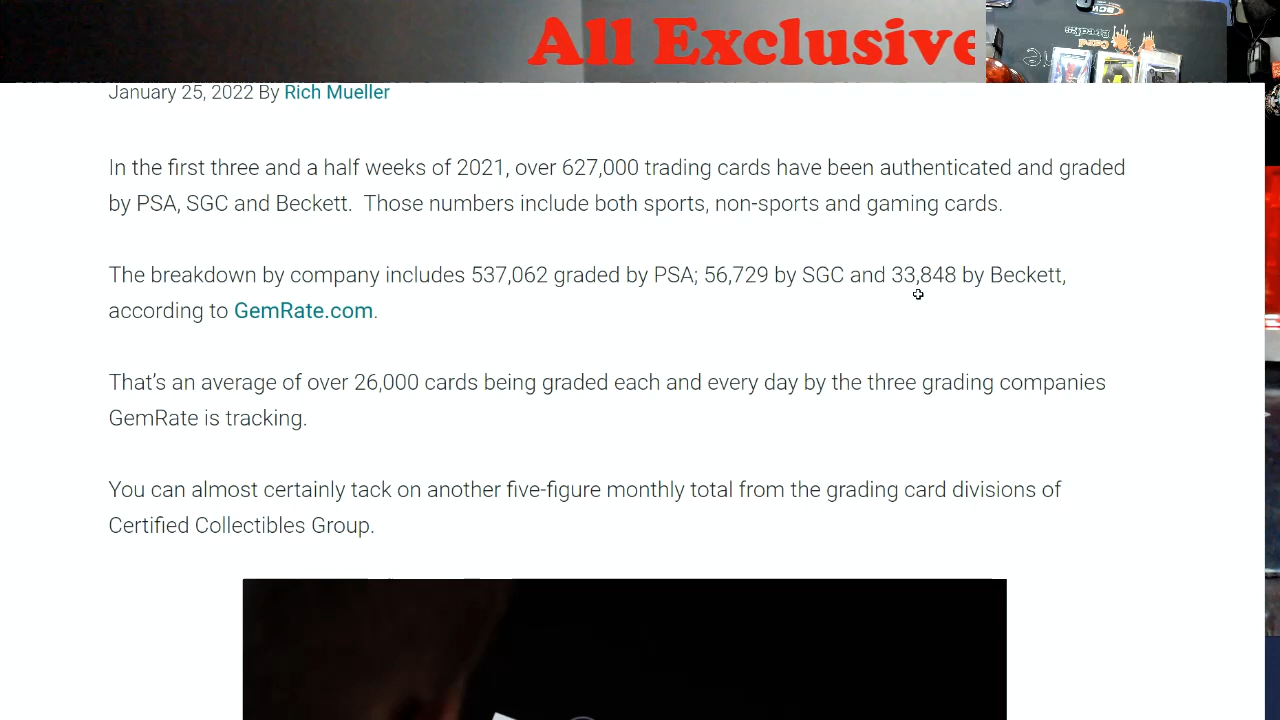 All Exclusive
January 25, 2022 By Rich Mueller
In the first three and a half weeks of 2021, over 627,000 trading cards have been authenticated and graded
by PSA, SGC and Beckett. Those numbers include both sports, non-sports and gaming cards.
The breakdown by company includes 537,062 graded by PSA; 56,729 by SGC and 33,848 by Beckett,
according to GemRate.com.
That's an average of over 26,000 cards being graded each and every day by the three grading companies
GemRate is tracking.
You can almost certainly tack on another five-figure monthly total from the grading card divisions of
Certified Collectibles Group.